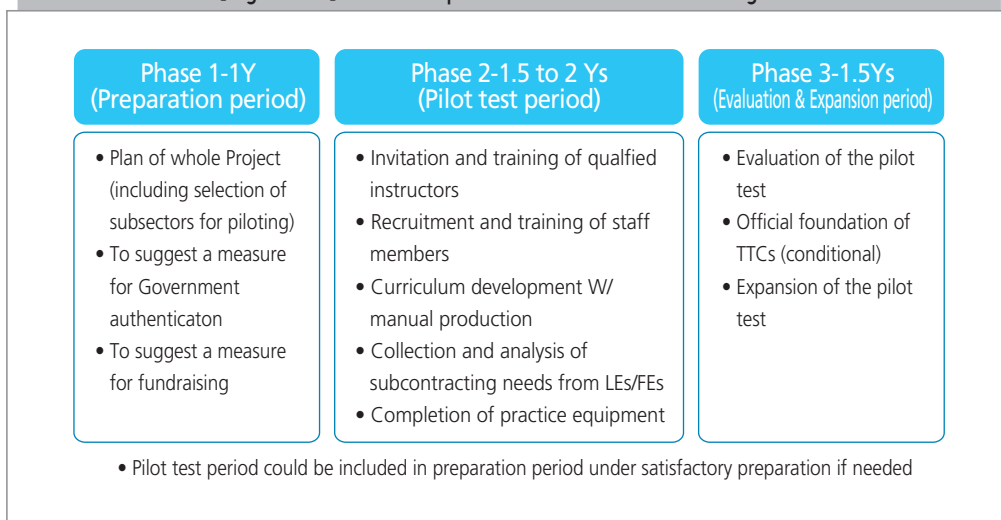 Phase 1-1Y
(Preparation period)
• Plan of whole Project
(including selection of
subsectors for piloting)
• To suggest a measure
for Government
authenticaton
• To suggest a measure
for fundraising
Phase 2-1.5 to 2 Ys
(Pilot test period)
• Invitation and training of qualfied
instructors
• Recruitment and training of staff
members
• Curriculum development W/
manual production
• Collection and analysis of
subcontracting needs from LEs/FEs
• Completion of practice equipment
Phase 3-1.5Ys
(Evaluation & Expansion period)
• Evaluation of the pilot
test
• Official foundation of
TTCs (conditional)
• Expansion of the pilot
test
• Pilot test period could be included in preparation period under satisfactory preparation if needed